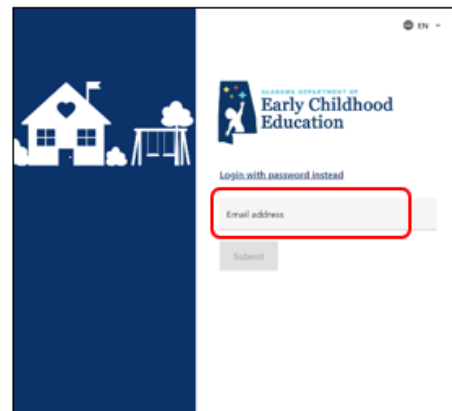 EN
ALABAMA DEPARTMENT OF
Early Childhood
Education
Login with password instead
Email address
Submit